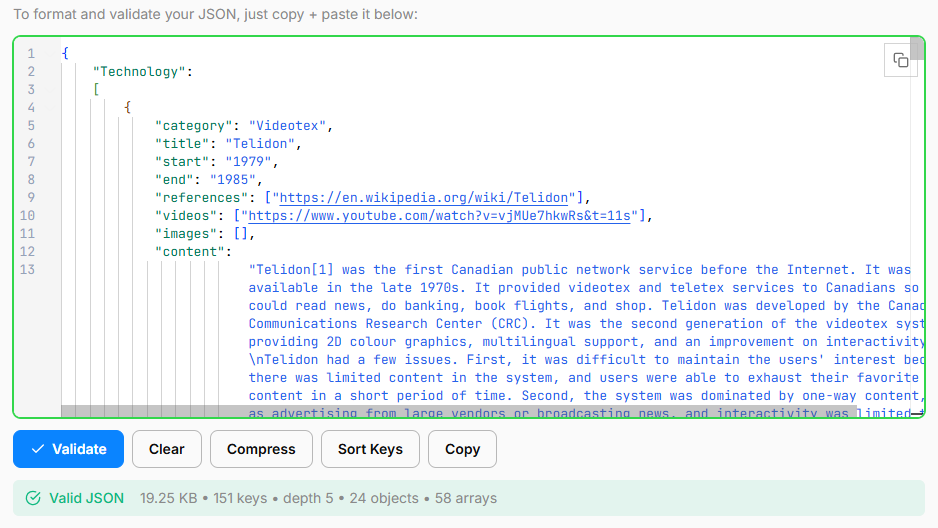 To format and validate your JSON, just copy + paste it below:
1 {
2 "Technology":
3 [
4 {
5 "category": "Videotex",
6 "title": "Telidon",
7 "start": "1979",
8 "end": "1985",
9 "references": ["https://en.wikipedia.org/wiki/Telidon"],
10 "videos": ["https://www.youtube.com/watch?v=vjMUe7hkwRs&t=11s"],
11 "images": [],
12 "content":
13 "Telidon[1] was the first Canadian public network service before the Internet. It was
available in the late 1970s. It provided videotex and teletex services to Canadians so
could read news, do banking, book flights, and shop. Telidon was developed by the Canad
Communications Research Center (CRC). It was the second generation of the videotex syst
providing 2D colour graphics, multilingual support, and an improvement on interactivity
\nTelidon had a few issues. First, it was difficult to maintain the users' interest bec
there was limited content in the system, and users were able to exhaust their favorite
content in a short period of time. Second, the system was dominated by one-way content,
as advertising from large vendors or broadcasting news, and interactivity was limited
Validate Clear Compress Sort Keys Copy
Valid JSON 19.25 KB • 151 keys • depth 5 • 24 objects • 58 arrays